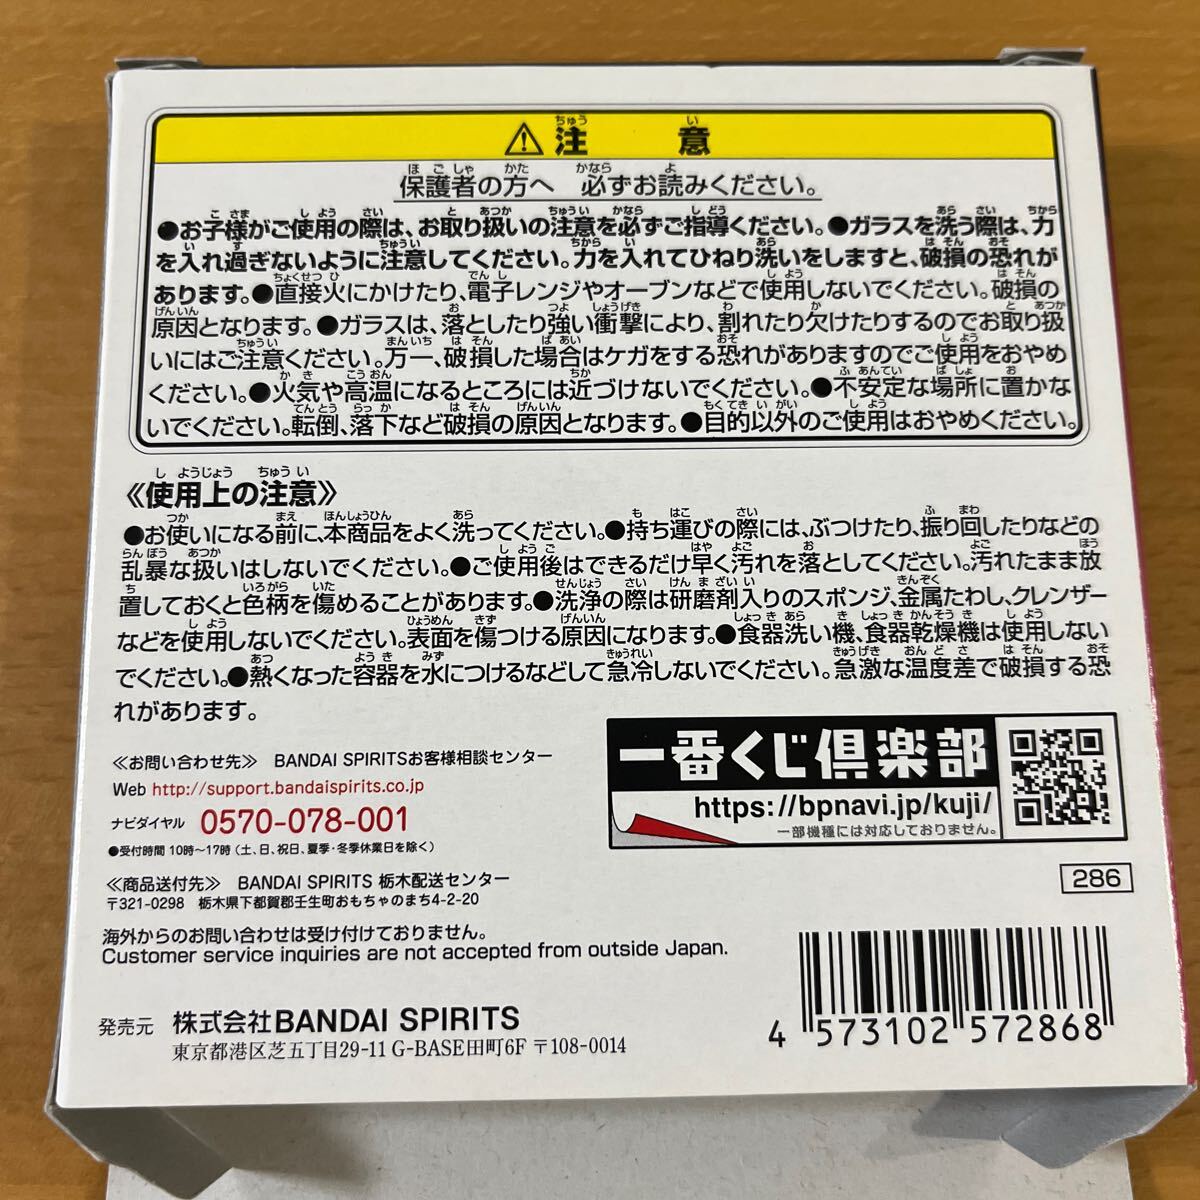 ⚠注意
保護者の方へ 必ずお読みください。
●お子様がご使用の際は、お取り扱いの注意を必ずご指導ください。●ガラスを洗う際は、力
を入れ過ぎないように注意してください。力を入れてひねり洗いをしますと、破損の恐れが
あります。●直接火にかけたり、電子レンジやオーブンなどで使用しないでください。破損の
原因となります。●ガラスは、落としたり強い衝撃により、割れたり欠けたりするのでお取り扱
いにはご注意ください。万一、破損した場合はケガをする恐れがありますのでご使用をおやめ
ください。●火気や高温になるところには近づけないでください。●不安定な場所に置かな
いでください。転倒、落下など破損の原因となります。●目的以外のご使用はおやめください。
《使用上の注意》
●お使いになる前に、本商品をよく洗ってください。●持ち運びの際には、ぶつけたり、振り回したりなどの
乱暴な扱いはしないでください。●ご使用後はできるだけ早く汚れを落としてください。汚れたまま放
置しておくと色柄を傷めることがあります。●洗浄の際は研磨剤入りのスポンジ、金属たわし、クレンザー
などを使用しないでください。表面を傷つける原因になります。●食器洗い機、食器乾燥機は使用しない
でください。●熱くなった容器を水につけるなどして急冷しないでください。急激な温度差で破損する恐
れがあります。
≪お問い合わせ先≫ BANDAI SPIRITSお客様相談センター
Web http://support.bandaispirits.co.jp
ナビダイヤル 0570-078-001
●受付時間 10時～17時 (土、日、祝日、夏季・冬季休業日を除く)
一番くじ倶楽部
https://bpnavi.jp/kuji/
一部機種には対応しておりません。
286
≪商品送付先≫ BANDAI SPIRITS 栃木配送センター
〒321-0298 栃木県下都賀郡壬生町おもちゃのまち4-2-20
海外からのお問い合わせは受け付けておりません。
Customer service inquiries are not accepted from outside Japan.
発売元 株式会社BANDAI SPIRITS
東京都港区芝五丁目29-11 G-BASE田町6F 〒108-0014
4 573102 572868